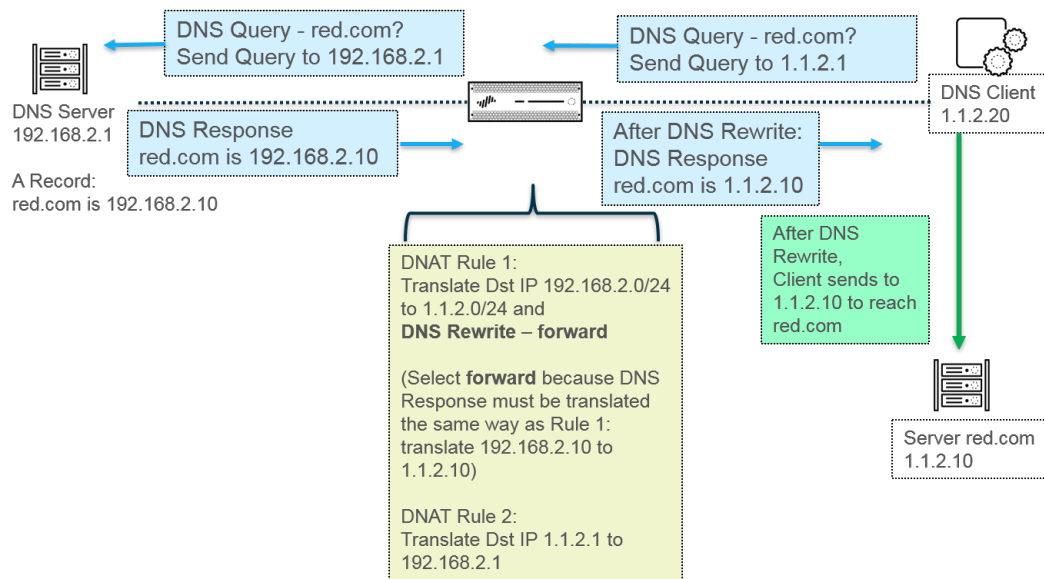 DNS Query - red.com?
Send Query to 192.168.2.1
DNS Query - red.com?
Send Query to 1.1.2.1
DNS Server
192.168.2.1
DNS Client
1.1.2.20
DNS Response
red.com is 192.168.2.10
After DNS Rewrite:
DNS Response
red.com is 1.1.2.10
A Record:
red.com is 192.168.2.10
After DNS
Rewrite,
Client sends to
1.1.2.10 to reach
red.com
DNAT Rule 1:
Translate Dst IP 192.168.2.0/24
to 1.1.2.0/24 and
DNS Rewrite – forward
(Select forward because DNS
Response must be translated
the same way as Rule 1:
translate 192.168.2.10 to
1.1.2.10)
DNAT Rule 2:
Translate Dst IP 1.1.2.1 to
192.168.2.1
Server red.com
1.1.2.10